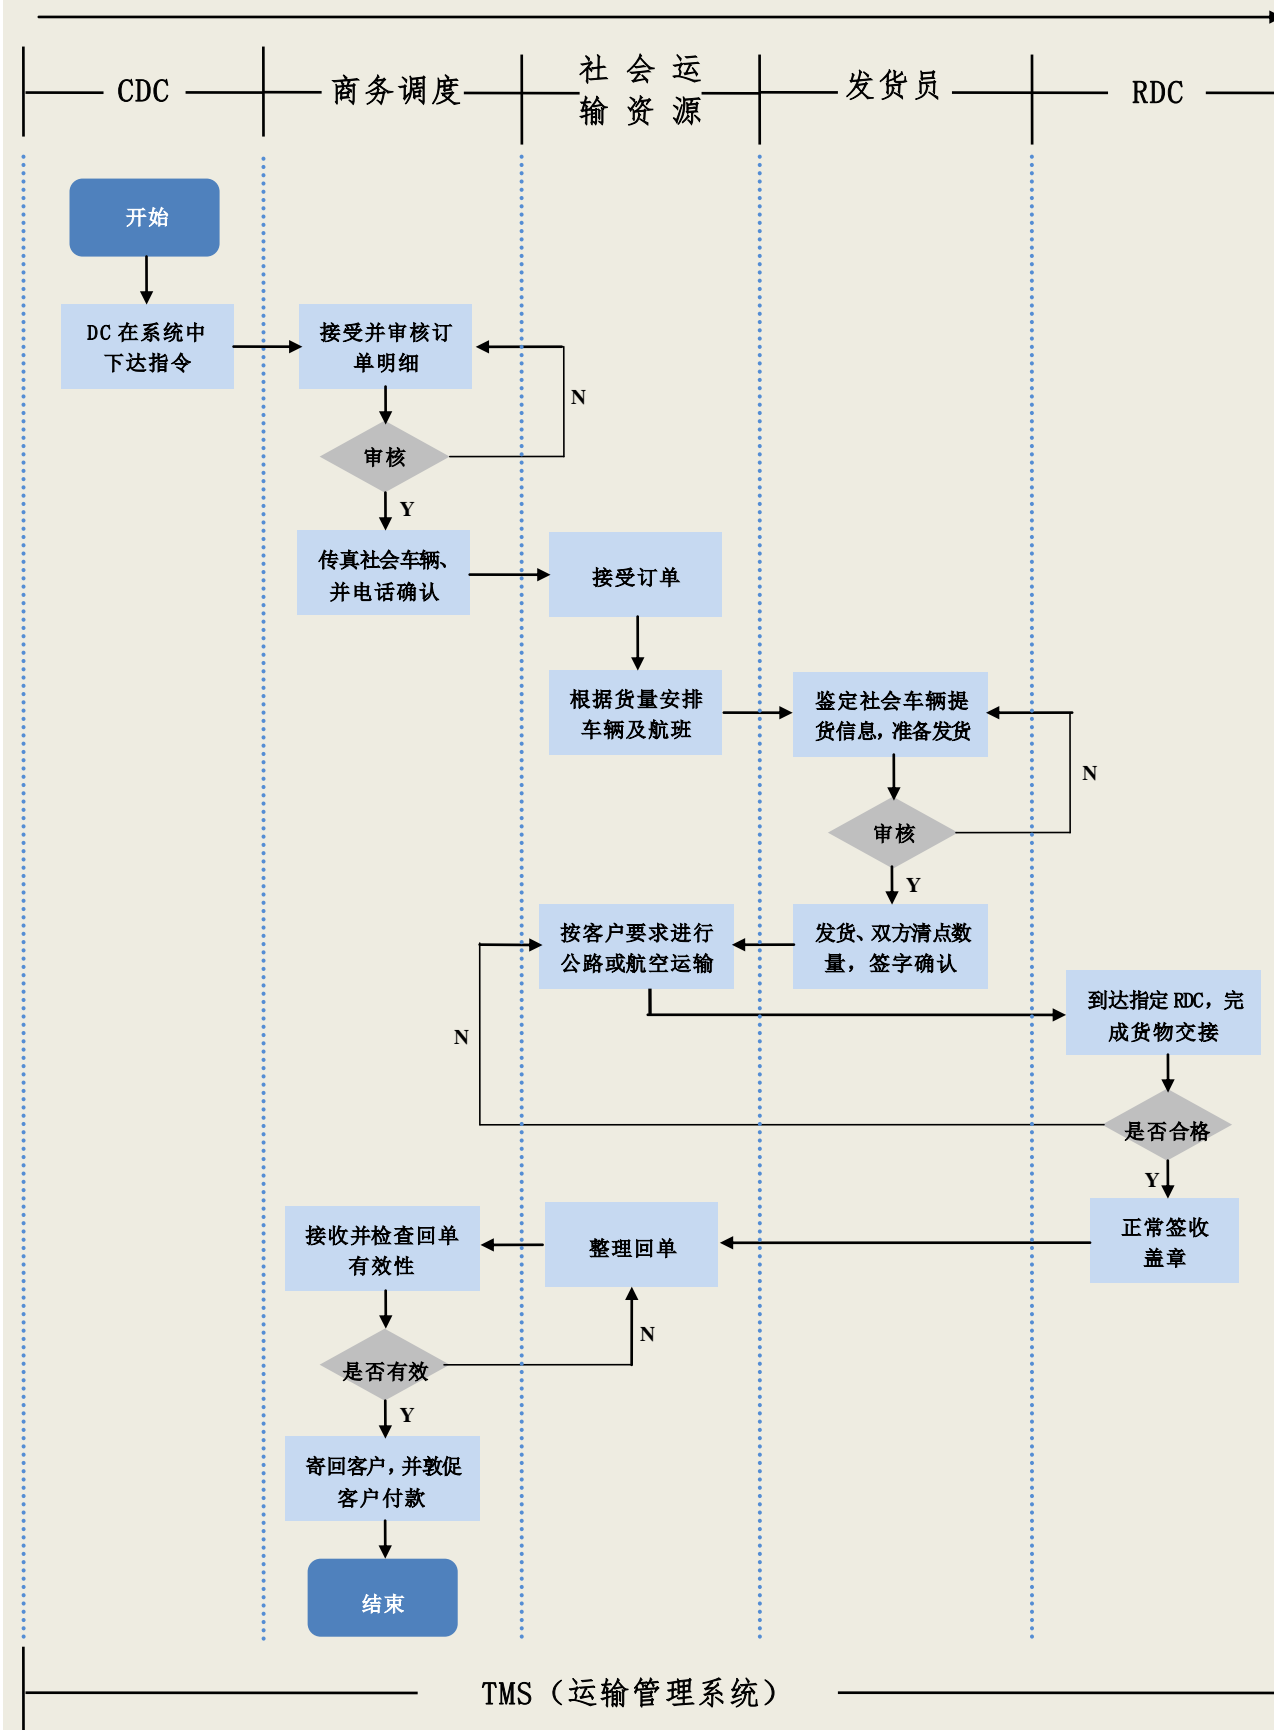 CDC
商务调度
社会运
输资源
发货员
RDC
开始
DC 在系统中
下达指令
接受并审核订
单明细
N
审核
Y
传真社会车辆、
并电话确认
接受订单
根据货量安排
车辆及航班
鉴定社会车辆提
货信息，准备发货
N
审核
Y
发货、双方清点数
量，签字确认
按客户要求进行
公路或航空运输
到达指定 RDC，完
成货物交接
N
是否合格
Y
正常签收
盖章
整理回单
接收并检查回单
有效性
N
是否有效
Y
寄回客户，并敦促
客户付款
结束
TMS（运输管理系统）